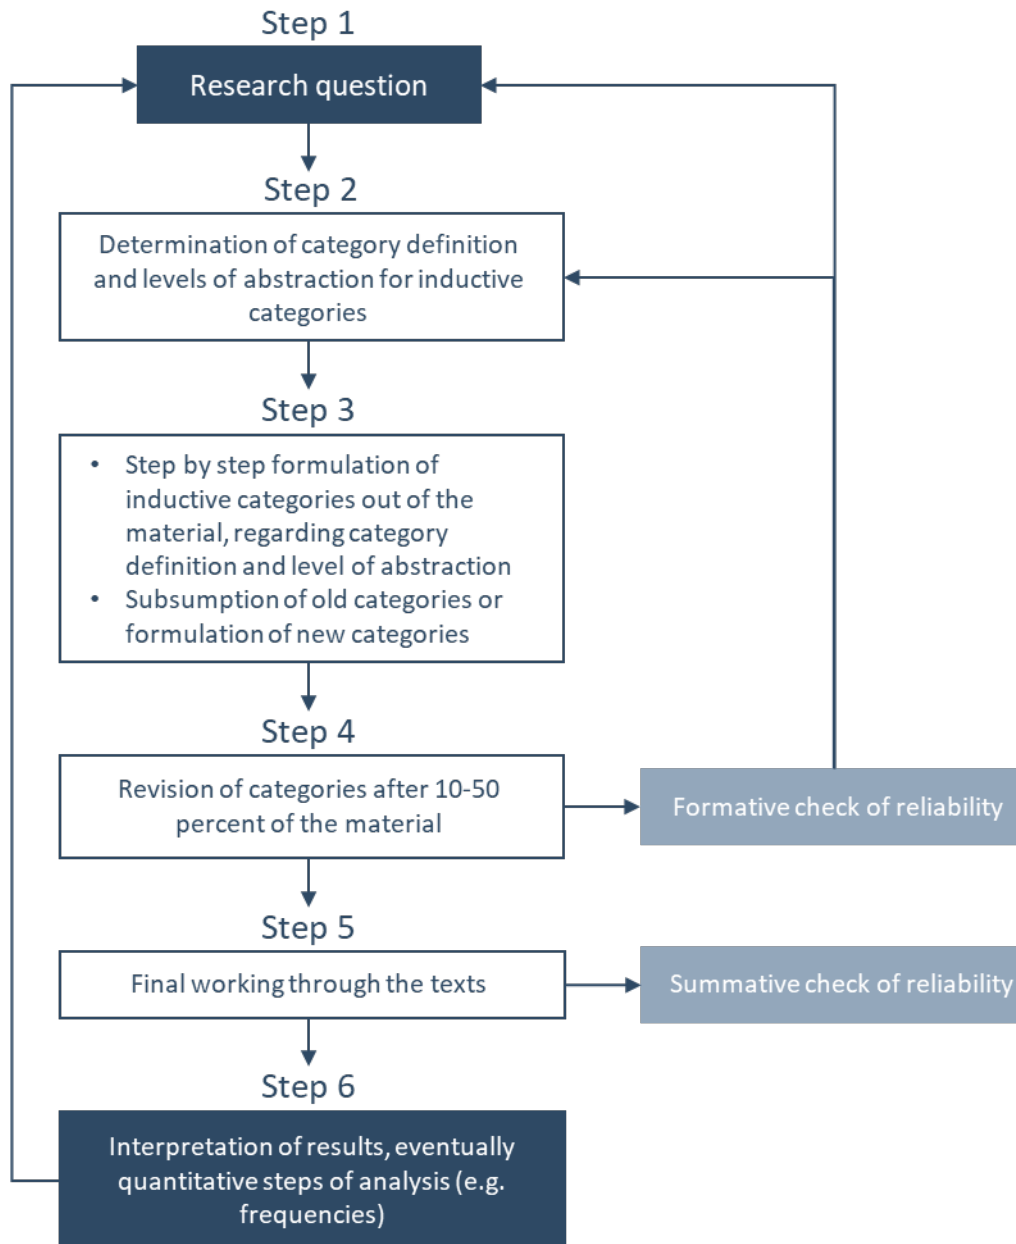 Step 1
Research question
Step 2
Determination of category definition
and levels of abstraction for inductive
categories
Step 3
• Step by step formulation of
inductive categories out of the
material, regarding category
definition and level of abstraction
• Subsumption of old categories or
formulation of new categories
Step 4
Revision of categories after 10-50
percent of the material
Formative check of reliability
Step 5
Final working through the texts
Summative check of reliability
Step 6
Interpretation of results, eventually
quantitative steps of analysis (e.g.
frequencies)